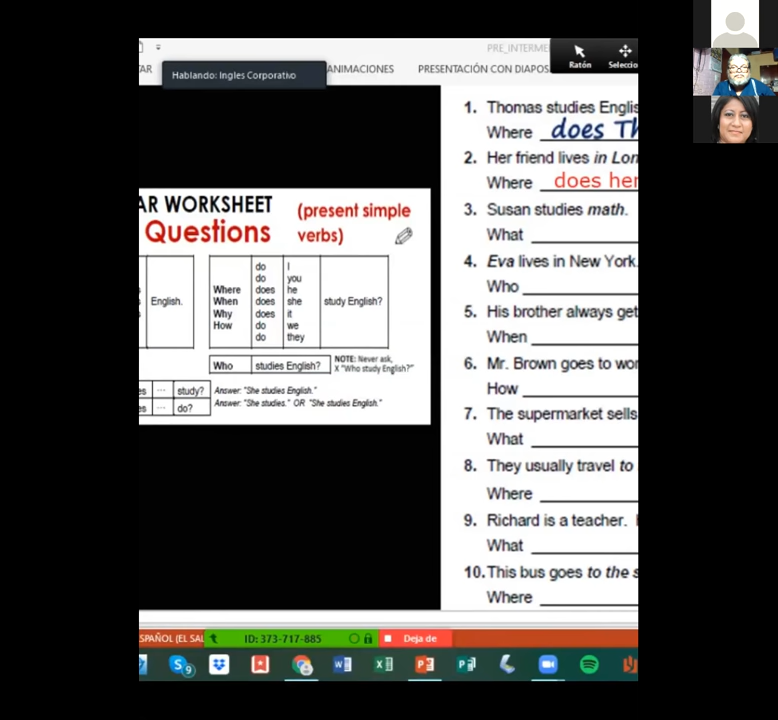 PRE_INTERME
TAR
Hablando: Ingles Corporativo
ANIMACIONES
PRESENTACIÓN CON DIAPOS
Ratón
Seleccio
AR WORKSHEET
(present simple
Questions
verbs)
English.
do I
do you
Where does he
When does she
Why does it
How do we
do they
study English?
Who studies English?
NOTE: Never ask,
X "Who study English?"
es ... study?
Answer: "She studies English."
es ... do?
Answer: "She studies." OR "She studies English."
1. Thomas studies Englis
Where does Th
2. Her friend lives in Lon
Where does her
3. Susan studies math.
What
4. Eva lives in New York.
Who
5. His brother always get
When
6. Mr. Brown goes to wor
How
7. The supermarket sells
What
8. They usually travel to
Where
9. Richard is a teacher.
What
10. This bus goes to the s
Where
SPAÑOL (EL SAL
ID: 373-717-885
Deja de
9